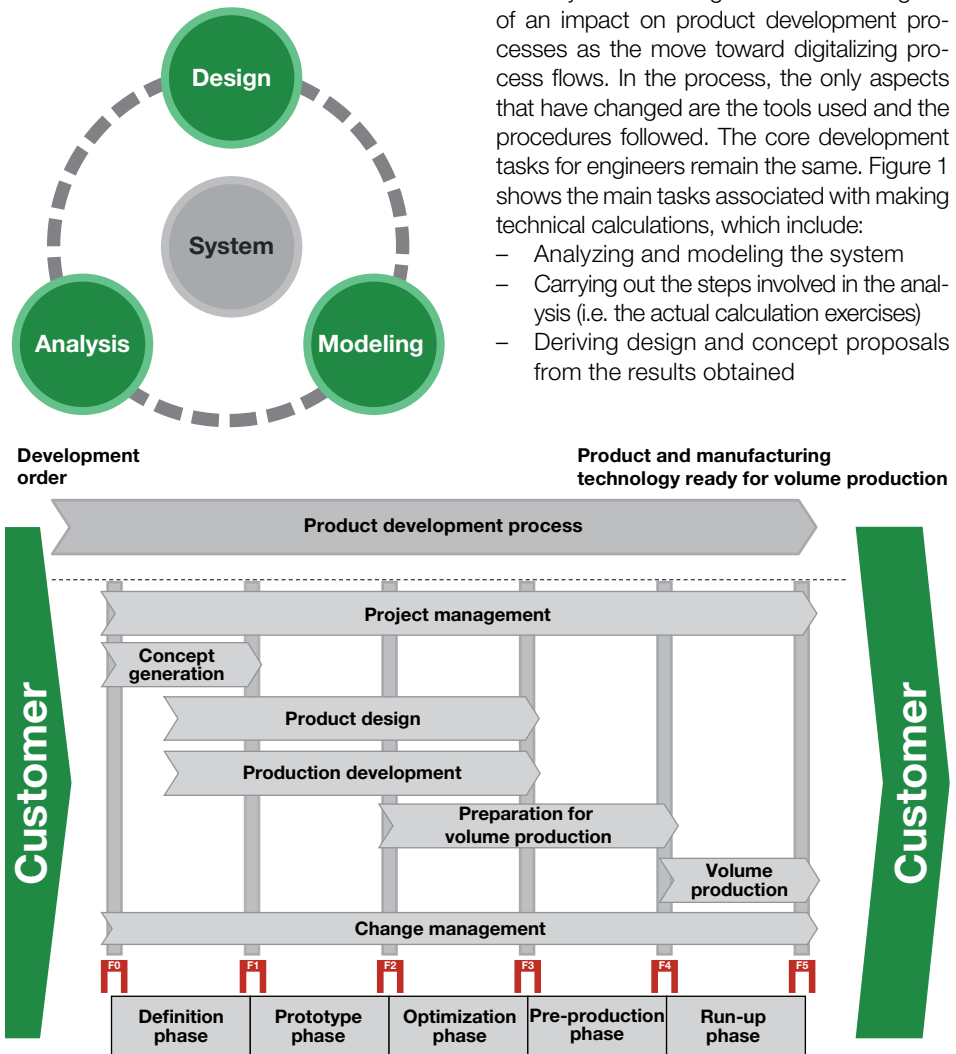 Design
System
Analysis
Modeling
of an impact on product development pro-
cesses as the move toward digitalizing pro-
cess flows. In the process, the only aspects
that have changed are the tools used and the
procedures followed. The core development
tasks for engineers remain the same. Figure 1
shows the main tasks associated with making
technical calculations, which include:
– Analyzing and modeling the system
– Carrying out the steps involved in the anal-
ysis (i.e. the actual calculation exercises)
– Deriving design and concept proposals
from the results obtained
Development
order
Product and manufacturing
technology ready for volume production
Customer
Product development process
Project management
Concept
generation
Product design
Production development
Preparation for
volume production
Volume
production
Change management
F0
F1
F2
F3
F4
F5
Definition
phase
Prototype
phase
Optimization
phase
Pre-production
phase
Run-up
phase
Customer